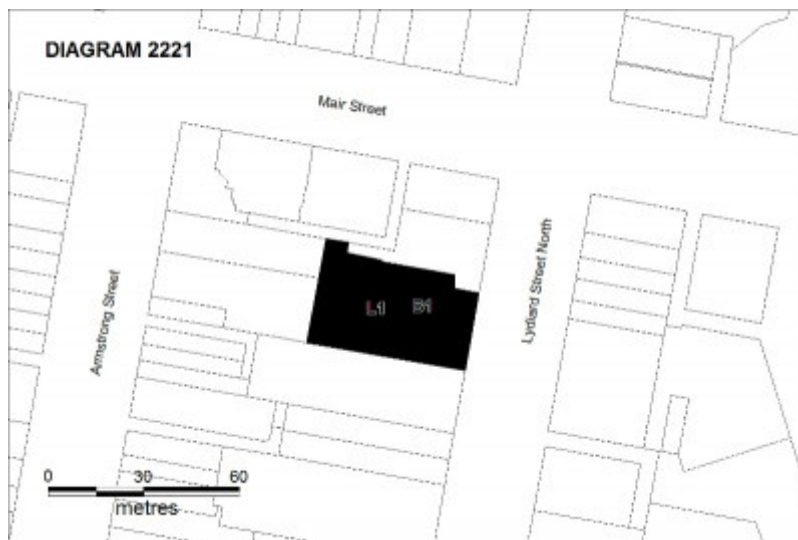 DIAGRAM 2221
Mair Street
Lydiard Street North
Armstrong Street
L1 B1
0 30 60
metres